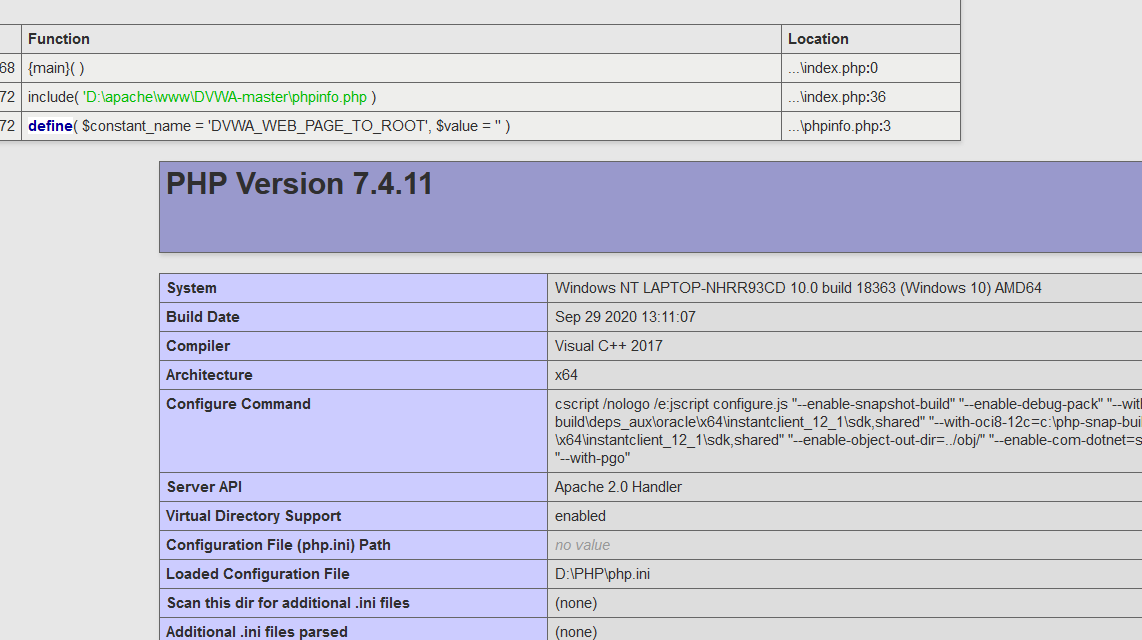 Function Location
68 {main}( ) ...\index.php:0
72 include( 'D:\apache\www\DVWA-master\phpinfo.php ) ...\index.php:36
72 define( $constant_name = 'DVWA_WEB_PAGE_TO_ROOT', $value = '' ) ...\phpinfo.php:3
PHP Version 7.4.11
System Windows NT LAPTOP-NHRR93CD 10.0 build 18363 (Windows 10) AMD64
Build Date Sep 29 2020 13:11:07
Compiler Visual C++ 2017
Architecture x64
Configure Command cscript /nologo /e:jscript configure.js "--enable-snapshot-build" "--enable-debug-pack" "--wit
build\deps_aux\oracle\x64\instantclient_12_1\sdk,shared" "--with-oci8-12c=c:\php-snap-bui
\x64\instantclient_12_1\sdk,shared" "--enable-object-out-dir=../obj/" "--enable-com-dotnet=s
"--with-pgo"
Server API Apache 2.0 Handler
Virtual Directory Support enabled
Configuration File (php.ini) Path no value
Loaded Configuration File D:\PHP\php.ini
Scan this dir for additional .ini files (none)
Additional .ini files parsed (none)